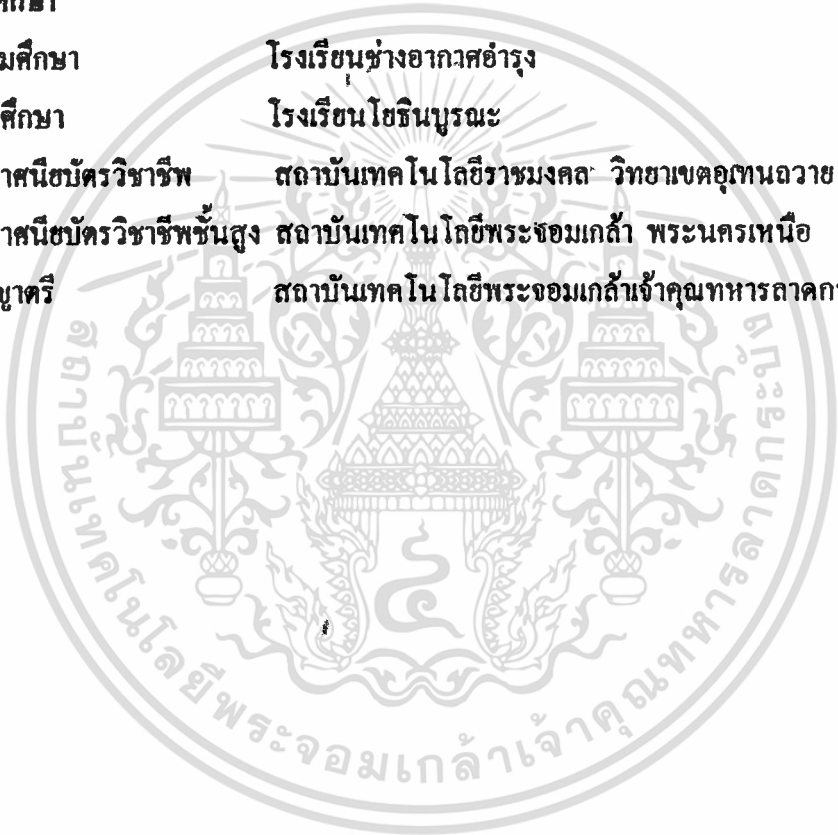 มศึกษา โรงเรียนช่างอากาศอำรุง
ศึกษา โรงเรียนโยธินบูรณะ
าศนียบัตรวิชาชีพ สถาบันเทคโนโลยีราชมงคล วิทยาเขตอุเทนถวาย
าศนียบัตรวิชาชีพชั้นสูง สถาบันเทคโนโลยีพระจอมเกล้า พระนครเหนือ
ญาตรี สถาบันเทคโนโลยีพระจอมเกล้าเจ้าคุณทหารลาดก
สถาบันเทคโนโลยีพระจอมเกล้าเจ้าคุณทหารลาดกระบัง